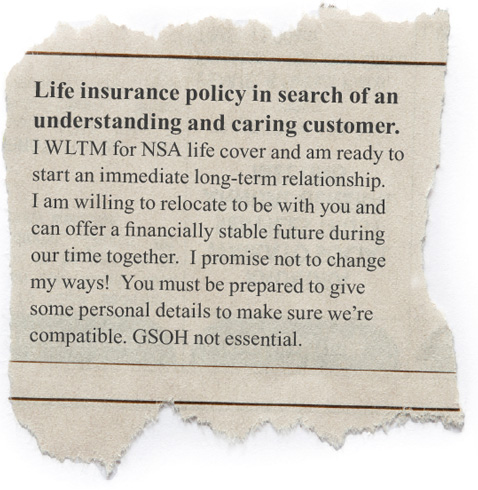 Life insurance policy in search of an
understanding and caring customer.
I WLTM for NSA life cover and am ready to
start an immediate long-term relationship.
I am willing to relocate to be with you and
can offer a financially stable future during
our time together.  I promise not to change
my ways!  You must be prepared to give
some personal details to make sure we're
compatible. GSOH not essential.